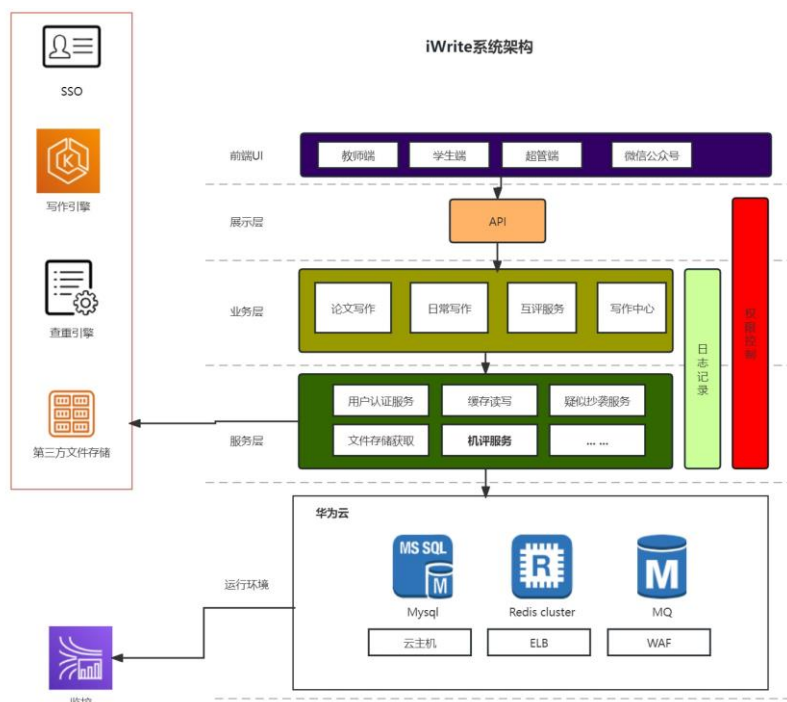 iWrite系统架构
SSO
写作引擎
查重引擎
第三方文件存储
前端UI
教师端
学生端
超管端
微信公众号
展示层
API
业务层
论文写作
日常写作
互评服务
写作中心
日志记录
权限控制
服务层
用户认证服务
缓存读写
疑似抄袭服务
文件存储获取
机评服务
... ...
运行环境
华为云
MS SQL
M
R
M
Mysql
Redis cluster
MQ
云主机
ELB
WAF
K
监控